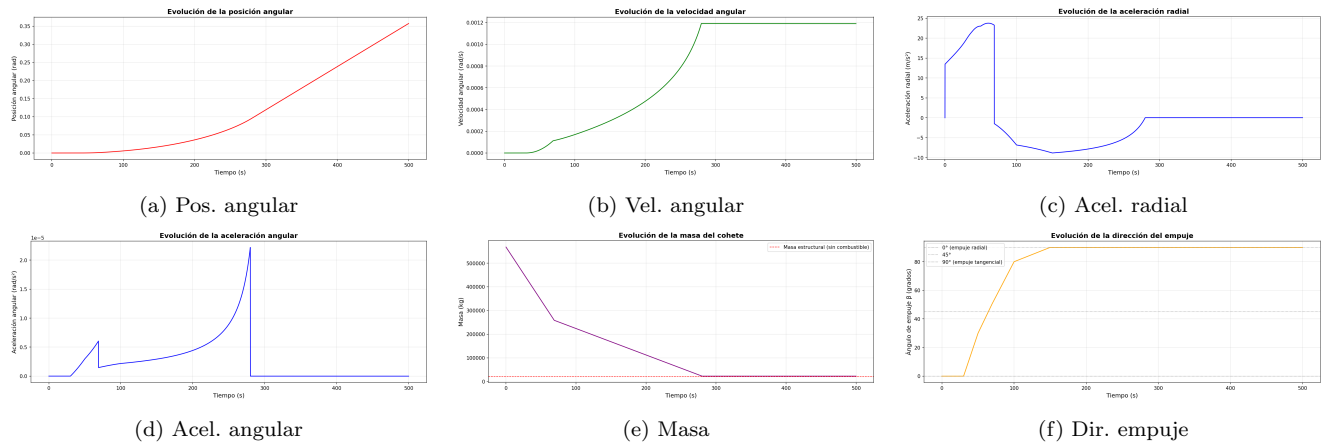 Evolución de la posición angular
Posición angular (rad)
0.35
0.30
0.25
0.20
0.15
0.10
0.05
0.00
0 100 200 300 400 500
Tiempo (s)
(a) Pos. angular
Evolución de la velocidad angular
Velocidad angular (rad/s)
0.0012
0.0010
0.0008
0.0006
0.0004
0.0002
0.0000
0 100 200 300 400 500
Tiempo (s)
(b) Vel. angular
Evolución de la aceleración radial
Aceleración radial (m/s²)
25
20
15
10
5
0
−5
−10
0 100 200 300 400 500
Tiempo (s)
(c) Acel. radial
Evolución de la aceleración angular
1e−5
Aceleración angular (rad/s²)
2.0
1.5
1.0
0.5
0.0
0 100 200 300 400 500
Tiempo (s)
(d) Acel. angular
Evolución de la masa del cohete
Masa estructural (sin combustible)
Masa (kg)
500000
400000
300000
200000
100000
0
0 100 200 300 400 500
Tiempo (s)
(e) Masa
Evolución de la dirección del empuje
0° (empuje radial)
45°
90° (empuje tangencial)
Ángulo de empuje β (grados)
80
60
40
20
0
0 100 200 300 400 500
Tiempo (s)
(f) Dir. empuje